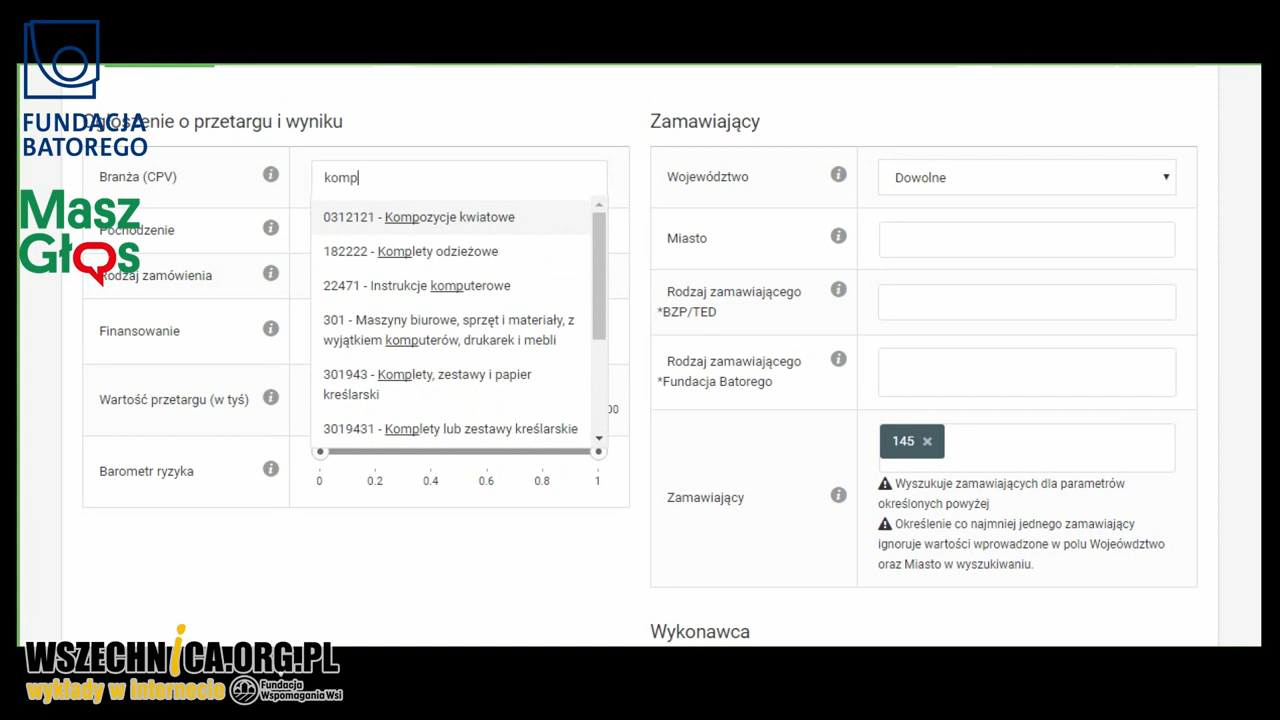 FUNDACJA
BATOREGO
Masz
Głos
Ogłoszenie o przetargu i wyniku
Branża (CPV)
komp
0312121 - Kompozycje kwiatowe
182222 - Komplety odzieżowe
22471 - Instrukcje komputerowe
301 - Maszyny biurowe, sprzęt i materiały, z
wyjątkiem komputerów, drukarek i mebli
301943 - Komplety, zestawy i papier
kreślarski
3019431 - Komplety lub zestawy kreślarskie
Pochodzenie
Rodzaj zamówienia
Finansowanie
Wartość przetargu (w tyś)
00
Barometr ryzyka
0 0.2 0.4 0.6 0.8 1
Zamawiający
Województwo
Dowolne
Miasto
Rodzaj zamawiającego
*BZP/TED
Rodzaj zamawiającego
*Fundacja Batorego
Zamawiający
145 ×
Wyszukuje zamawiających dla parametrów
określonych powyżej
Określenie co najmniej jednego zamawiający
ignoruje wartości wprowadzone w polu Wojeówdztwo
oraz Miasto w wyszukiwaniu.
Wykonawca
WSZECHNICA.ORG.PL
wykłady w internecie
Fundacja
Wspomagania Wsi